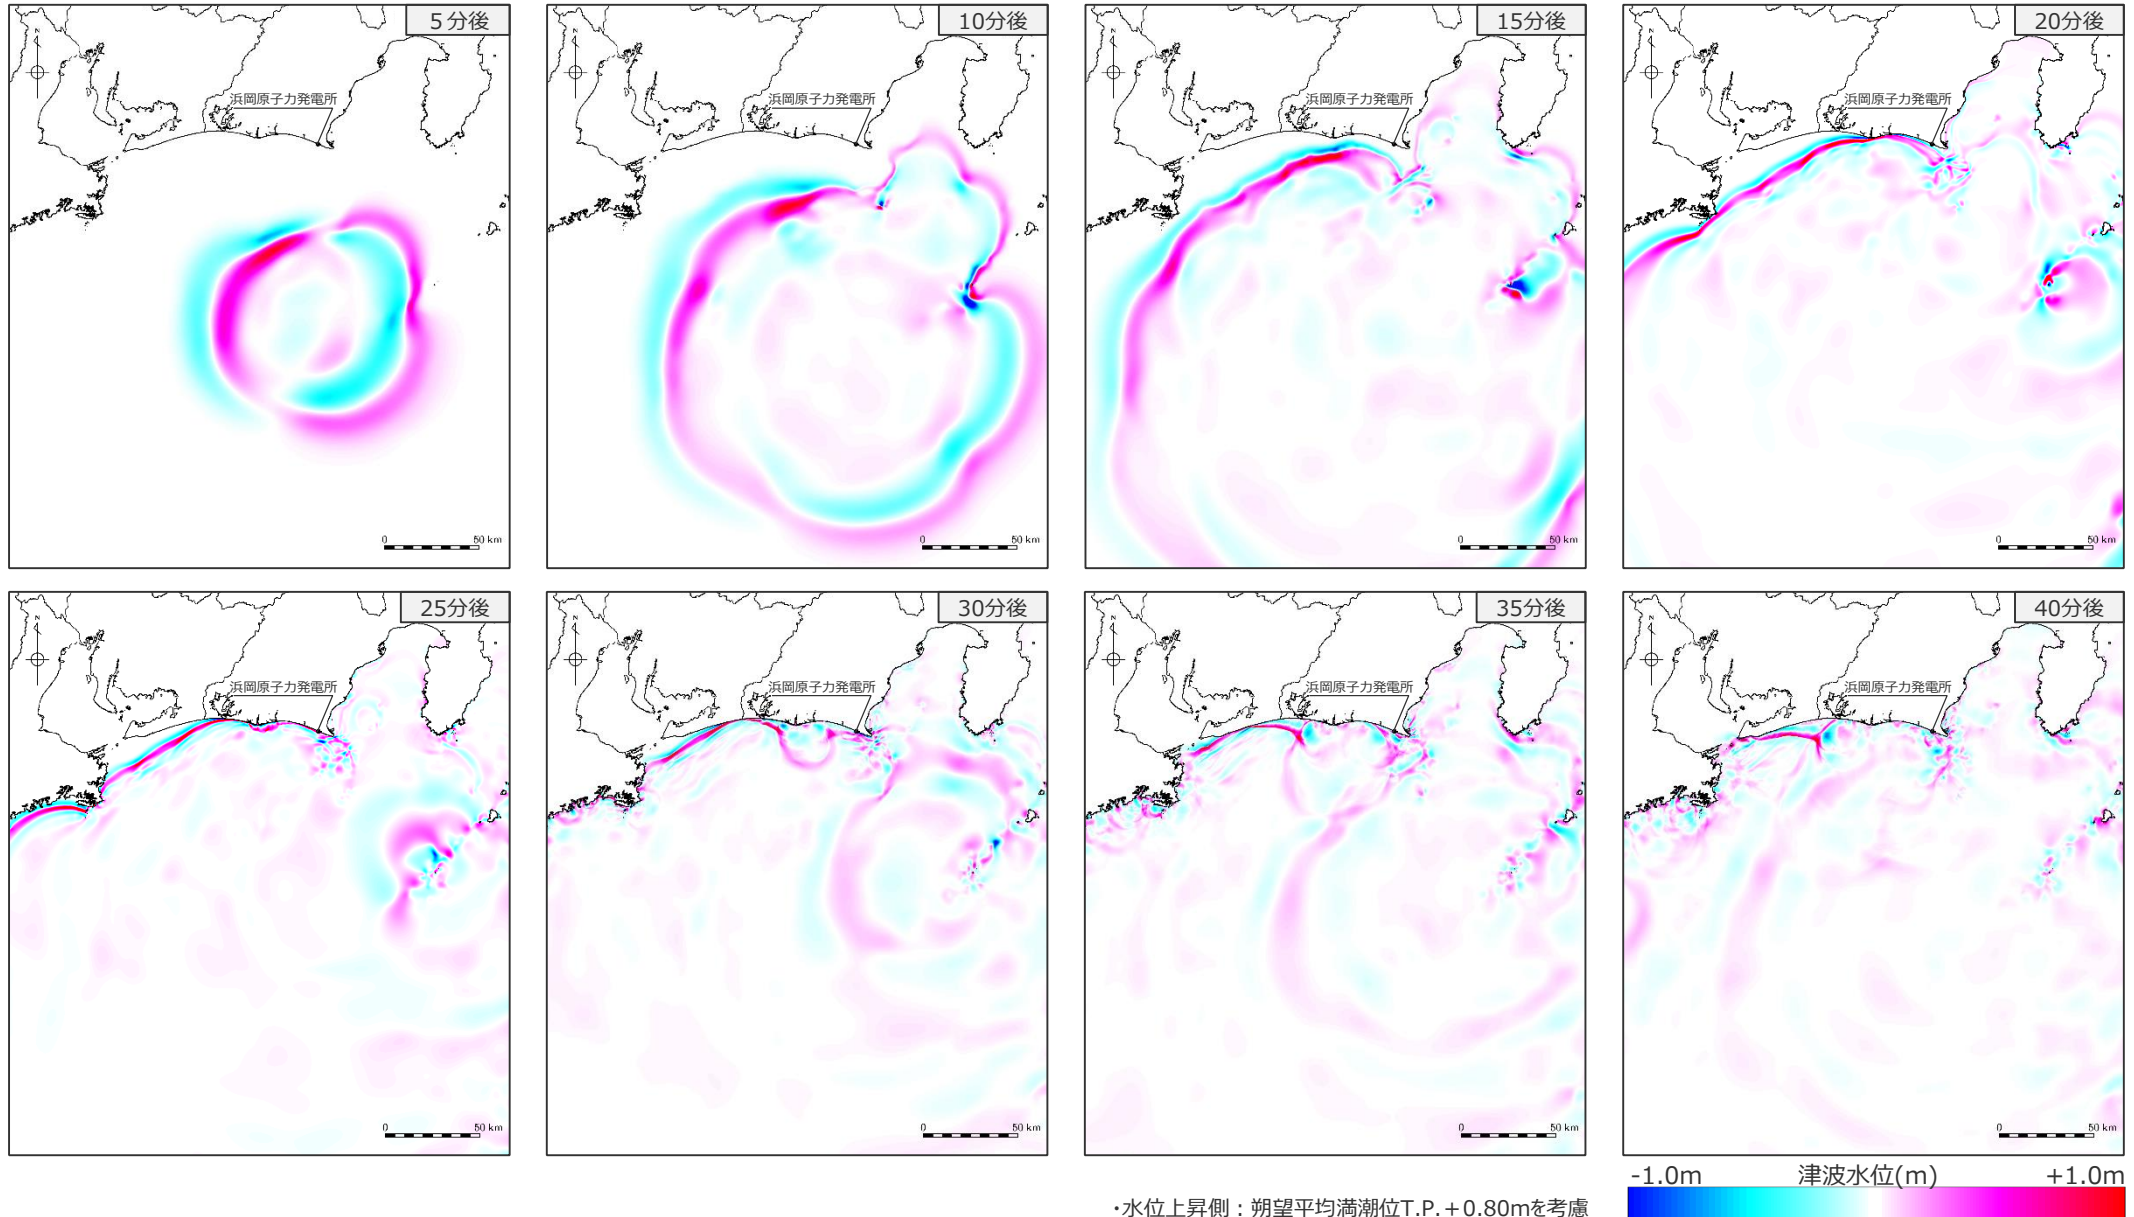 5分後
N
浜岡原子力発電所
0 50 km
10分後
N
浜岡原子力発電所
0 50 km
15分後
N
浜岡原子力発電所
0 50 km
20分後
N
浜岡原子力発電所
0 50 km
25分後
N
浜岡原子力発電所
0 50 km
30分後
N
浜岡原子力発電所
0 50 km
35分後
N
浜岡原子力発電所
0 50 km
40分後
N
浜岡原子力発電所
0 50 km
-1.0m 津波水位(m) +1.0m
・水位上昇側：朔望平均満潮位T.P.＋0.80mを考慮